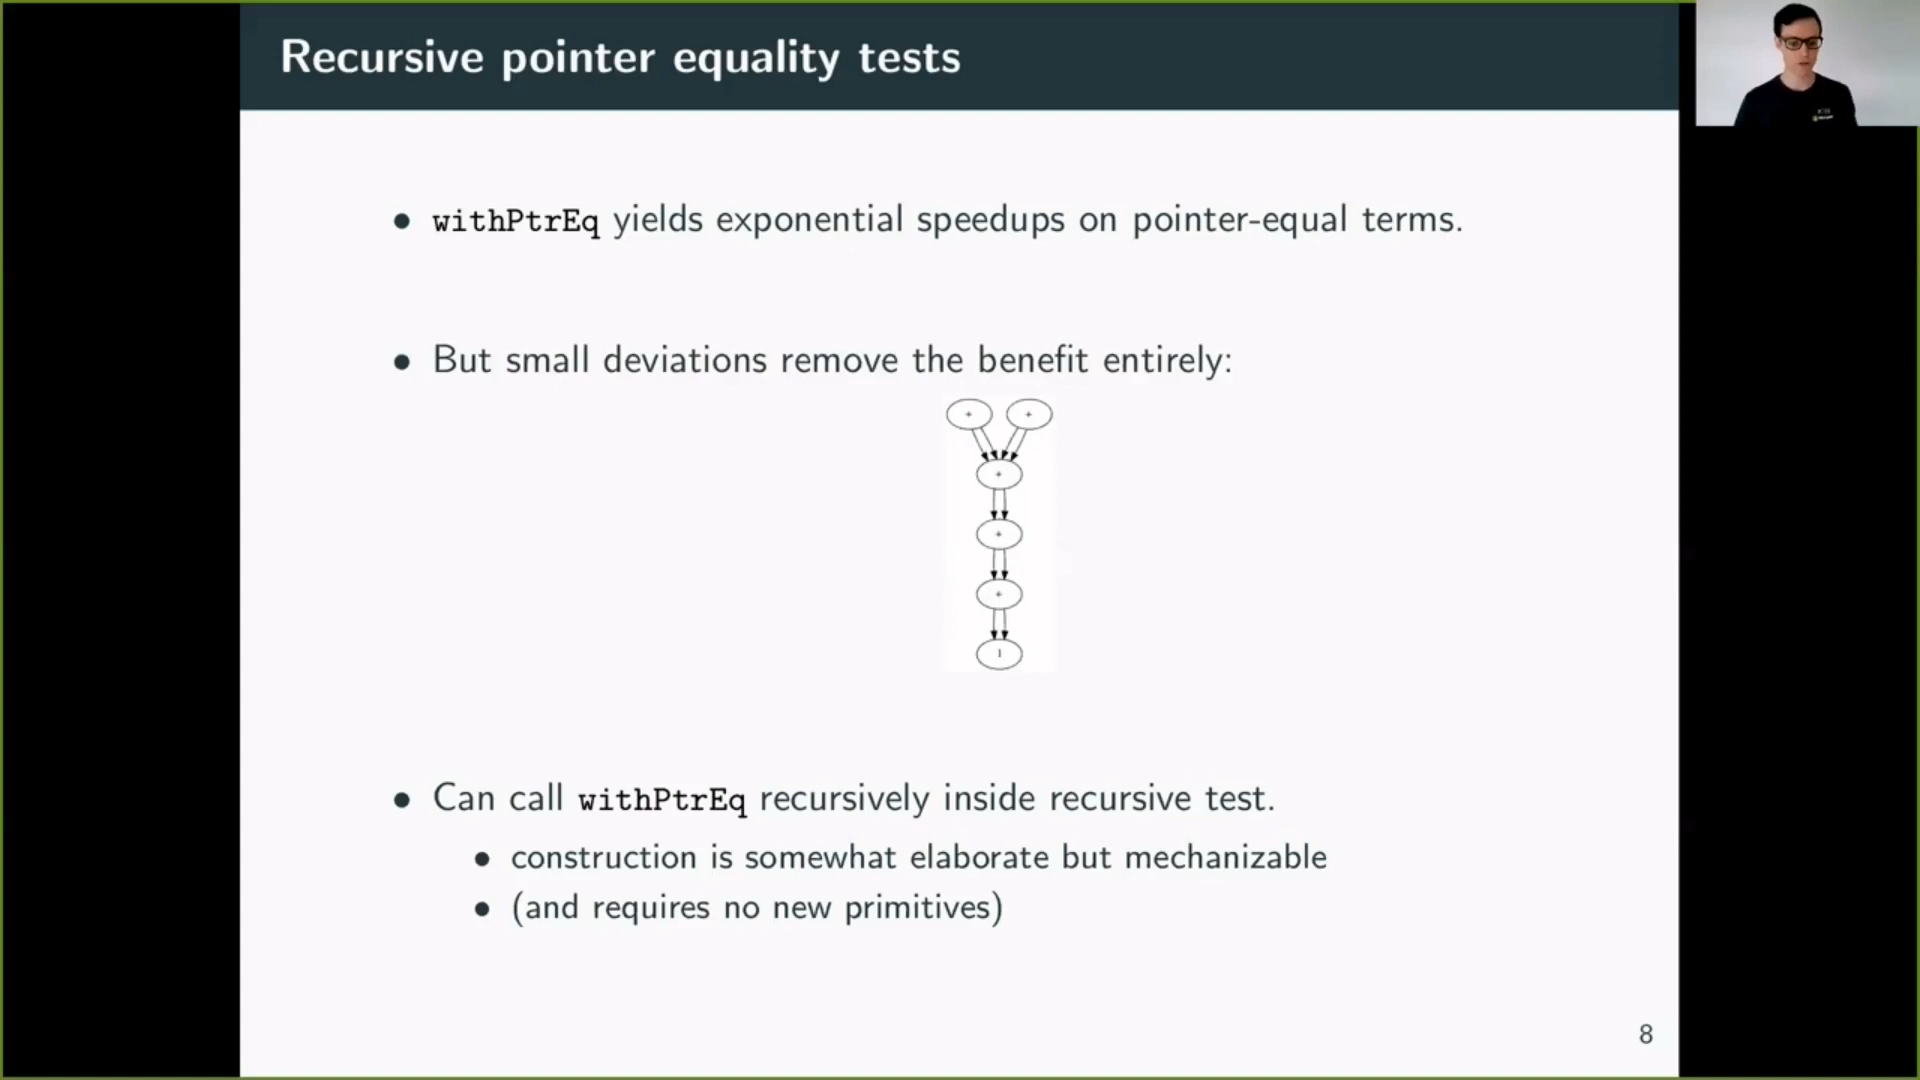 Recursive pointer equality tests
• withPtrEq yields exponential speedups on pointer-equal terms.
• But small deviations remove the benefit entirely:
+ +
+
+
+
1
• Can call withPtrEq recursively inside recursive test.
• construction is somewhat elaborate but mechanizable
• (and requires no new primitives)
8